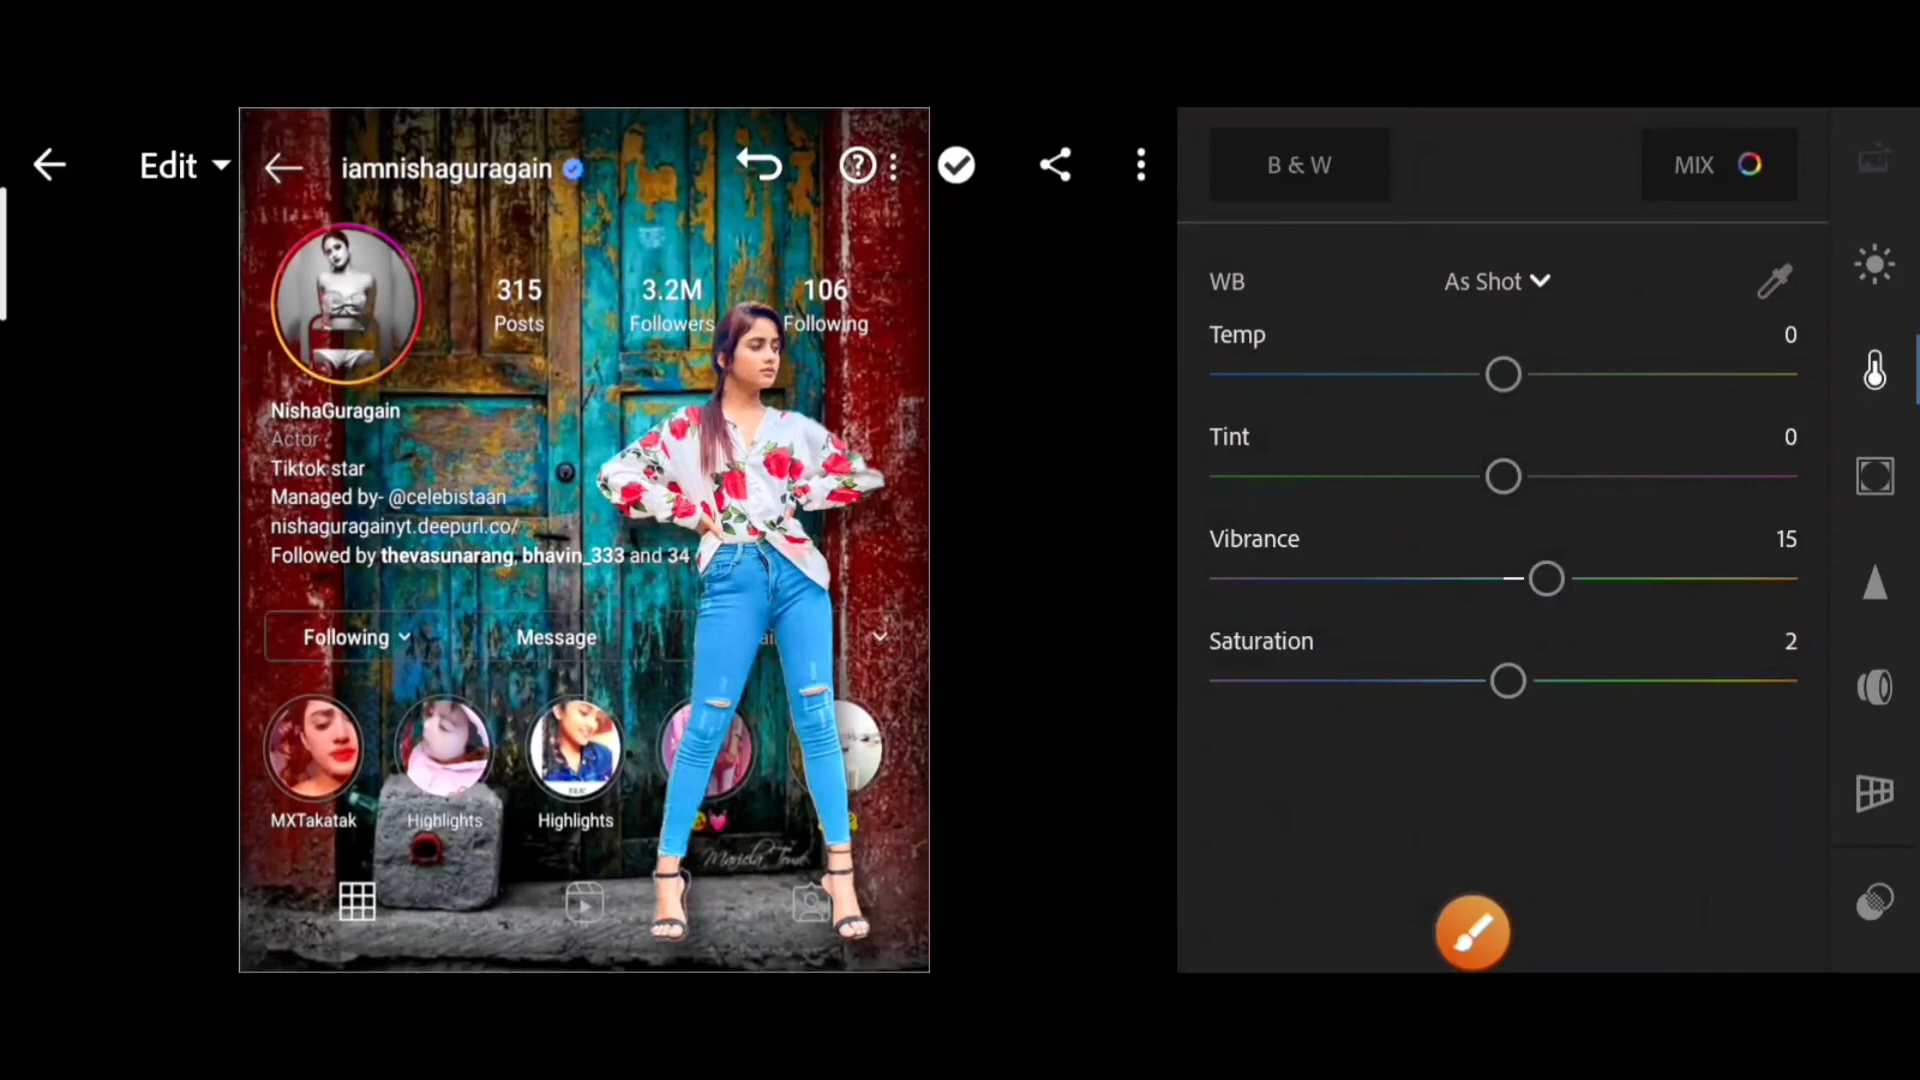 Edit
iamnishaguragain
B & W
MIX
WB
As Shot
Temp
0
Tint
0
Vibrance
15
Saturation
2
315
3.2M
106
Posts
Followers
Following
NishaGuragain
Actor
Tiktok star
Managed by- @celebistaan
nishaguragainyt.deepurl.co/
Followed by thevasunarang, bhavin_333 and 34
Following
Message
MXTakatak
Highlights
Highlights